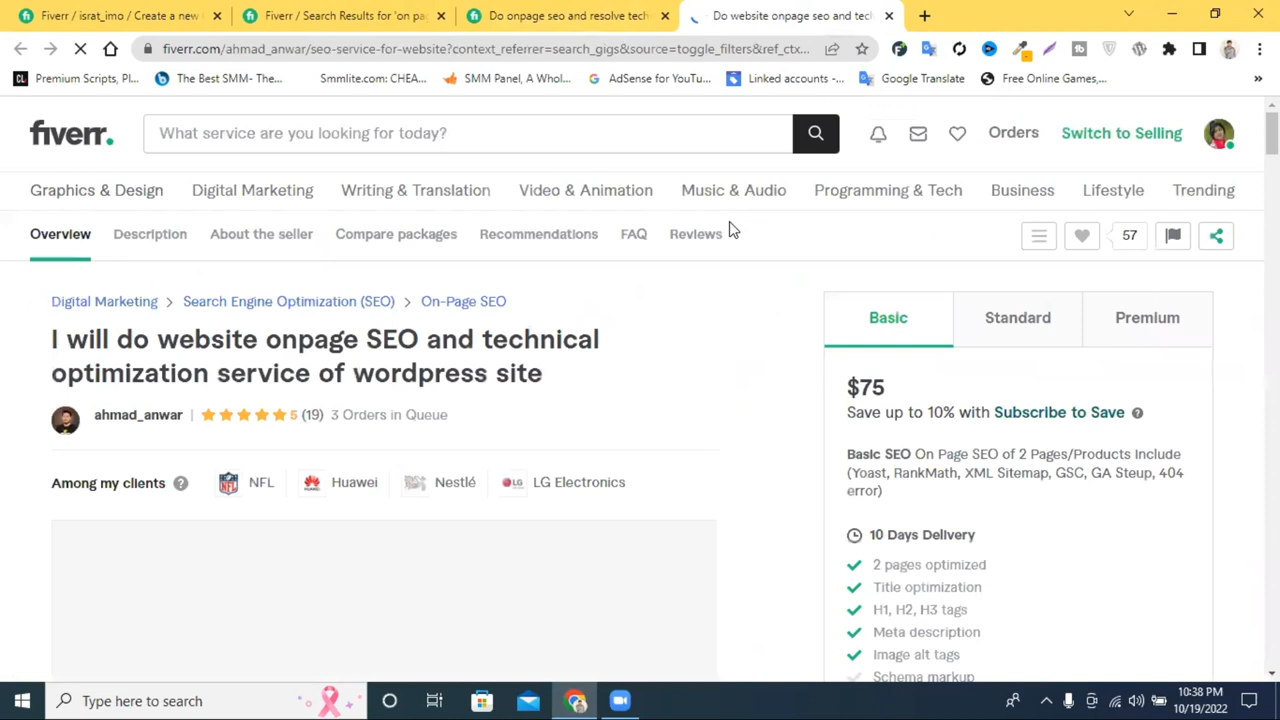 Fiverr / israt_imo / Create a new
Fiverr / Search Results for 'on pa
Do onpage seo and resolve tech
Do website onpage seo and tech
fiverr.com/ahmad_anwar/seo-service-for-website?context_referrer=search_gigs&source=toggle_filters&ref_ctx...
Premium Scripts, Pl...
The Best SMM- The...
Smmlite.com: CHEA...
SMM Panel, A Whol...
AdSense for YouTu...
Linked accounts -...
Google Translate
Free Online Games,...
fiverr.
What service are you looking for today?
Orders
Switch to Selling
Graphics & Design
Digital Marketing
Writing & Translation
Video & Animation
Music & Audio
Programming & Tech
Business
Lifestyle
Trending
Overview
Description
About the seller
Compare packages
Recommendations
FAQ
Reviews
57
Digital Marketing > Search Engine Optimization (SEO) > On-Page SEO
I will do website onpage SEO and technical
optimization service of wordpress site
ahmad_anwar | 5 (19) 3 Orders in Queue
Among my clients
NFL
Huawei
Nestlé
LG Electronics
Basic
Standard
Premium
$75
Save up to 10% with Subscribe to Save
Basic SEO On Page SEO of 2 Pages/Products Include
(Yoast, RankMath, XML Sitemap, GSC, GA Steup, 404
error)
10 Days Delivery
2 pages optimized
Title optimization
H1, H2, H3 tags
Meta description
Image alt tags
Schema markup
Type here to search
10:38 PM
10/19/2022